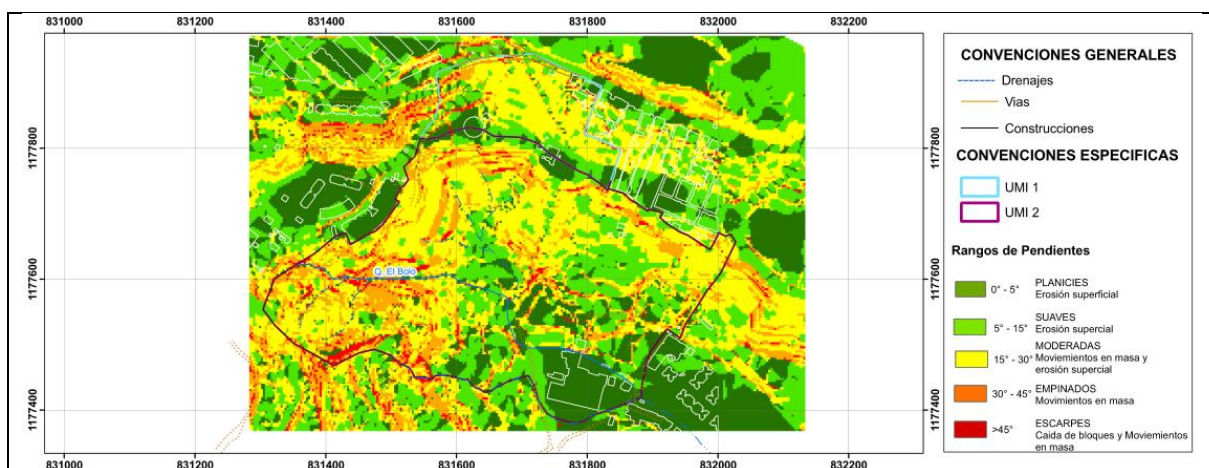 831000 831200 831400 831600 831800 832000 832200
1177800
1177600
1177400
Q. El Bolo
1177800
1177600
1177400
831000 831200 831400 831600 831800 832000 832200
CONVENCIONES GENERALES
Drenajes
Vias
Construcciones
CONVENCIONES ESPECIFICAS
UMI 1
UMI 2
Rangos de Pendientes
0° - 5° PLANICIES
Erosión superficial
5° - 15° SUAVES
Erosión supercial
15° - 30° MODERADAS
Moviemientos en masa y
erosión supercial
30° - 45° EMPINADOS
Movimientos en masa
>45° ESCARPES
Caida de bloques y Moviemientos
en masa